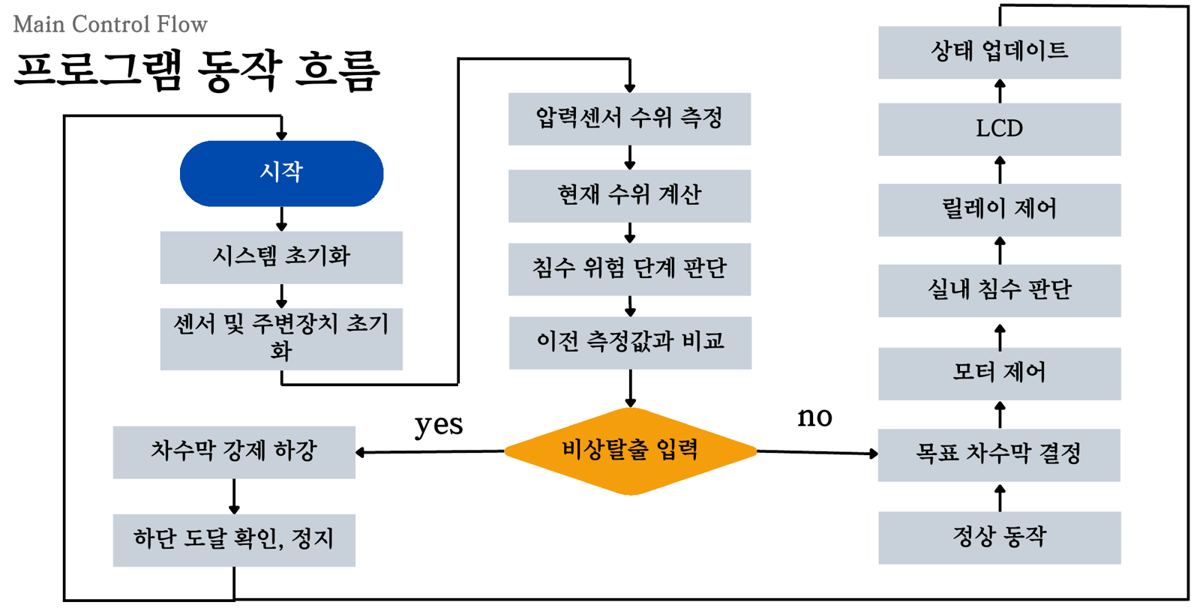 Main Control Flow
프로그램 동작 흐름
시작
시스템 초기화
센서 및 주변장치 초기
화
압력센서 수위 측정
현재 수위 계산
침수 위험 단계 판단
이전 측정값과 비교
비상탈출 입력
yes
no
차수막 강제 하강
하단 도달 확인, 정지
상태 업데이트
LCD
릴레이 제어
실내 침수 판단
모터 제어
목표 차수막 결정
정상 동작